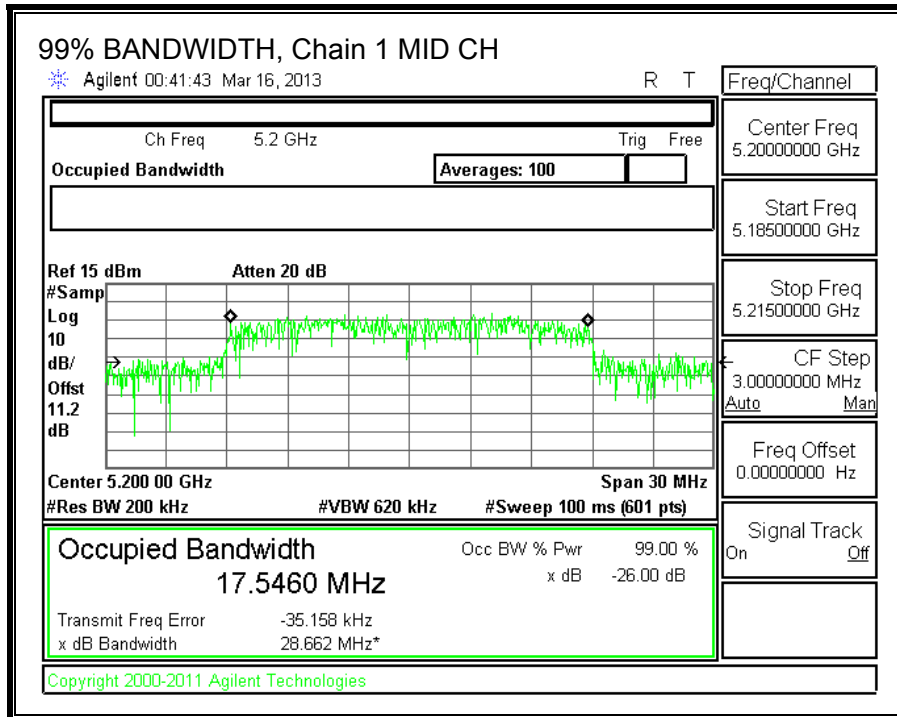 99% BANDWIDTH, Chain 1 MID CH
Agilent 00:41:43 Mar 16, 2013 R T
Freq/Channel
Ch Freq 5.2 GHz Trig Free
Occupied Bandwidth Averages: 100
Center Freq
5.20000000 GHz
Start Freq
5.18500000 GHz
Stop Freq
5.21500000 GHz
CF Step
3.00000000 MHz
Auto Man
Freq Offset
0.00000000 Hz
Signal Track
On Off
Ref 15 dBm Atten 20 dB
#Samp
Log
10
dB/
Offst
11.2
dB
Center 5.200 00 GHz Span 30 MHz
#Res BW 200 kHz #VBW 620 kHz #Sweep 100 ms (601 pts)
Occupied Bandwidth Occ BW % Pwr 99.00 %
17.5460 MHz x dB -26.00 dB
Transmit Freq Error -35.158 kHz
x dB Bandwidth 28.662 MHz*
Copyright 2000-2011 Agilent Technologies